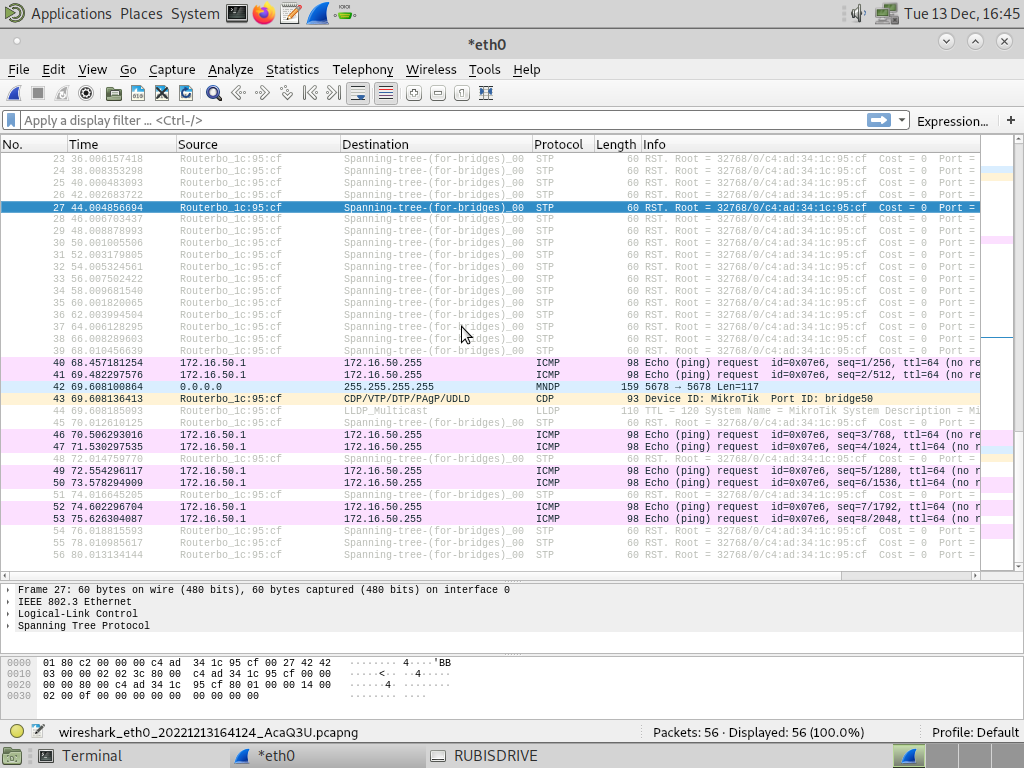 Applications Places System Tue 13 Dec, 16:45
*eth0
File Edit View Go Capture Analyze Statistics Telephony Wireless Tools Help
Apply a display filter ... <Ctrl-/> Expression... +
No. Time Source Destination Protocol Length Info
23 36.006157418 Routerbo_1c:95:cf Spanning-tree-(for-bridges)_00 STP 60 RST. Root = 32768/0/c4:ad:34:1c:95:cf Cost = 0 Port =
24 38.008353298 Routerbo_1c:95:cf Spanning-tree-(for-bridges)_00 STP 60 RST. Root = 32768/0/c4:ad:34:1c:95:cf Cost = 0 Port =
25 40.000483093 Routerbo_1c:95:cf Spanning-tree-(for-bridges)_00 STP 60 RST. Root = 32768/0/c4:ad:34:1c:95:cf Cost = 0 Port =
26 42.002683722 Routerbo_1c:95:cf Spanning-tree-(for-bridges)_00 STP 60 RST. Root = 32768/0/c4:ad:34:1c:95:cf Cost = 0 Port =
27 44.004856694 Routerbo_1c:95:cf Spanning-tree-(for-bridges)_00 STP 60 RST. Root = 32768/0/c4:ad:34:1c:95:cf Cost = 0 Port =
28 46.006703437 Routerbo_1c:95:cf Spanning-tree-(for-bridges)_00 STP 60 RST. Root = 32768/0/c4:ad:34:1c:95:cf Cost = 0 Port =
29 48.008878993 Routerbo_1c:95:cf Spanning-tree-(for-bridges)_00 STP 60 RST. Root = 32768/0/c4:ad:34:1c:95:cf Cost = 0 Port =
30 50.001005506 Routerbo_1c:95:cf Spanning-tree-(for-bridges)_00 STP 60 RST. Root = 32768/0/c4:ad:34:1c:95:cf Cost = 0 Port =
31 52.003179805 Routerbo_1c:95:cf Spanning-tree-(for-bridges)_00 STP 60 RST. Root = 32768/0/c4:ad:34:1c:95:cf Cost = 0 Port =
32 54.005324561 Routerbo_1c:95:cf Spanning-tree-(for-bridges)_00 STP 60 RST. Root = 32768/0/c4:ad:34:1c:95:cf Cost = 0 Port =
33 56.007502422 Routerbo_1c:95:cf Spanning-tree-(for-bridges)_00 STP 60 RST. Root = 32768/0/c4:ad:34:1c:95:cf Cost = 0 Port =
34 58.009681540 Routerbo_1c:95:cf Spanning-tree-(for-bridges)_00 STP 60 RST. Root = 32768/0/c4:ad:34:1c:95:cf Cost = 0 Port =
35 60.001820065 Routerbo_1c:95:cf Spanning-tree-(for-bridges)_00 STP 60 RST. Root = 32768/0/c4:ad:34:1c:95:cf Cost = 0 Port =
36 62.003994504 Routerbo_1c:95:cf Spanning-tree-(for-bridges)_00 STP 60 RST. Root = 32768/0/c4:ad:34:1c:95:cf Cost = 0 Port =
37 64.006128295 Routerbo_1c:95:cf Spanning-tree-(for-bridges)_00 STP 60 RST. Root = 32768/0/c4:ad:34:1c:95:cf Cost = 0 Port =
38 66.008289603 Routerbo_1c:95:cf Spanning-tree-(for-bridges)_00 STP 60 RST. Root = 32768/0/c4:ad:34:1c:95:cf Cost = 0 Port =
39 68.010456639 Routerbo_1c:95:cf Spanning-tree-(for-bridges)_00 STP 60 RST. Root = 32768/0/c4:ad:34:1c:95:cf Cost = 0 Port =
40 68.457181254 172.16.50.1 172.16.50.255 ICMP 98 Echo (ping) request id=0x07e6, seq=1/256, ttl=64 (no re
41 69.482297576 172.16.50.1 172.16.50.255 ICMP 98 Echo (ping) request id=0x07e6, seq=2/512, ttl=64 (no re
42 69.608100864 0.0.0.0 255.255.255.255 MNDP 159 5678 → 5678 Len=117
43 69.608136413 Routerbo_1c:95:cf CDP/VTP/DTP/PAgP/UDLD CDP 93 Device ID: MikroTik Port ID: bridge50
44 69.608185093 Routerbo_1c:95:cf LLDP_Multicast LLDP 110 TTL = 120 System Name = MikroTik System Description = Mi
45 70.012610125 Routerbo_1c:95:cf Spanning-tree-(for-bridges)_00 STP 60 RST. Root = 32768/0/c4:ad:34:1c:95:cf Cost = 0 Port =
46 70.506293016 172.16.50.1 172.16.50.255 ICMP 98 Echo (ping) request id=0x07e6, seq=3/768, ttl=64 (no re
47 71.530297535 172.16.50.1 172.16.50.255 ICMP 98 Echo (ping) request id=0x07e6, seq=4/1024, ttl=64 (no r
48 72.014759770 Routerbo_1c:95:cf Spanning-tree-(for-bridges)_00 STP 60 RST. Root = 32768/0/c4:ad:34:1c:95:cf Cost = 0 Port =
49 72.554296117 172.16.50.1 172.16.50.255 ICMP 98 Echo (ping) request id=0x07e6, seq=5/1280, ttl=64 (no r
50 73.578294909 172.16.50.1 172.16.50.255 ICMP 98 Echo (ping) request id=0x07e6, seq=6/1536, ttl=64 (no r
51 74.016645205 Routerbo_1c:95:cf Spanning-tree-(for-bridges)_00 STP 60 RST. Root = 32768/0/c4:ad:34:1c:95:cf Cost = 0 Port =
52 74.602296704 172.16.50.1 172.16.50.255 ICMP 98 Echo (ping) request id=0x07e6, seq=7/1792, ttl=64 (no r
53 75.626304087 172.16.50.1 172.16.50.255 ICMP 98 Echo (ping) request id=0x07e6, seq=8/2048, ttl=64 (no r
54 76.018815593 Routerbo_1c:95:cf Spanning-tree-(for-bridges)_00 STP 60 RST. Root = 32768/0/c4:ad:34:1c:95:cf Cost = 0 Port =
55 78.010985617 Routerbo_1c:95:cf Spanning-tree-(for-bridges)_00 STP 60 RST. Root = 32768/0/c4:ad:34:1c:95:cf Cost = 0 Port =
56 80.013134144 Routerbo_1c:95:cf Spanning-tree-(for-bridges)_00 STP 60 RST. Root = 32768/0/c4:ad:34:1c:95:cf Cost = 0 Port =
Frame 27: 60 bytes on wire (480 bits), 60 bytes captured (480 bits) on interface 0
IEEE 802.3 Ethernet
Logical-Link Control
Spanning Tree Protocol
0000 01 80 c2 00 00 00 c4 ad 34 1c 95 cf 00 27 42 42 ········ 4····'BB
0010 03 00 00 02 02 3c 80 00 c4 ad 34 1c 95 cf 00 00 ·····<·· ··4·····
0020 00 00 80 00 c4 ad 34 1c 95 cf 80 01 00 00 14 00 ······4· ········
0030 02 00 0f 00 00 00 00 00 00 00 00 00 ········ ····
wireshark_eth0_20221213164124_AcaQ3U.pcapng Packets: 56 · Displayed: 56 (100.0%) Profile: Default
Terminal *eth0 RUBISDRIVE